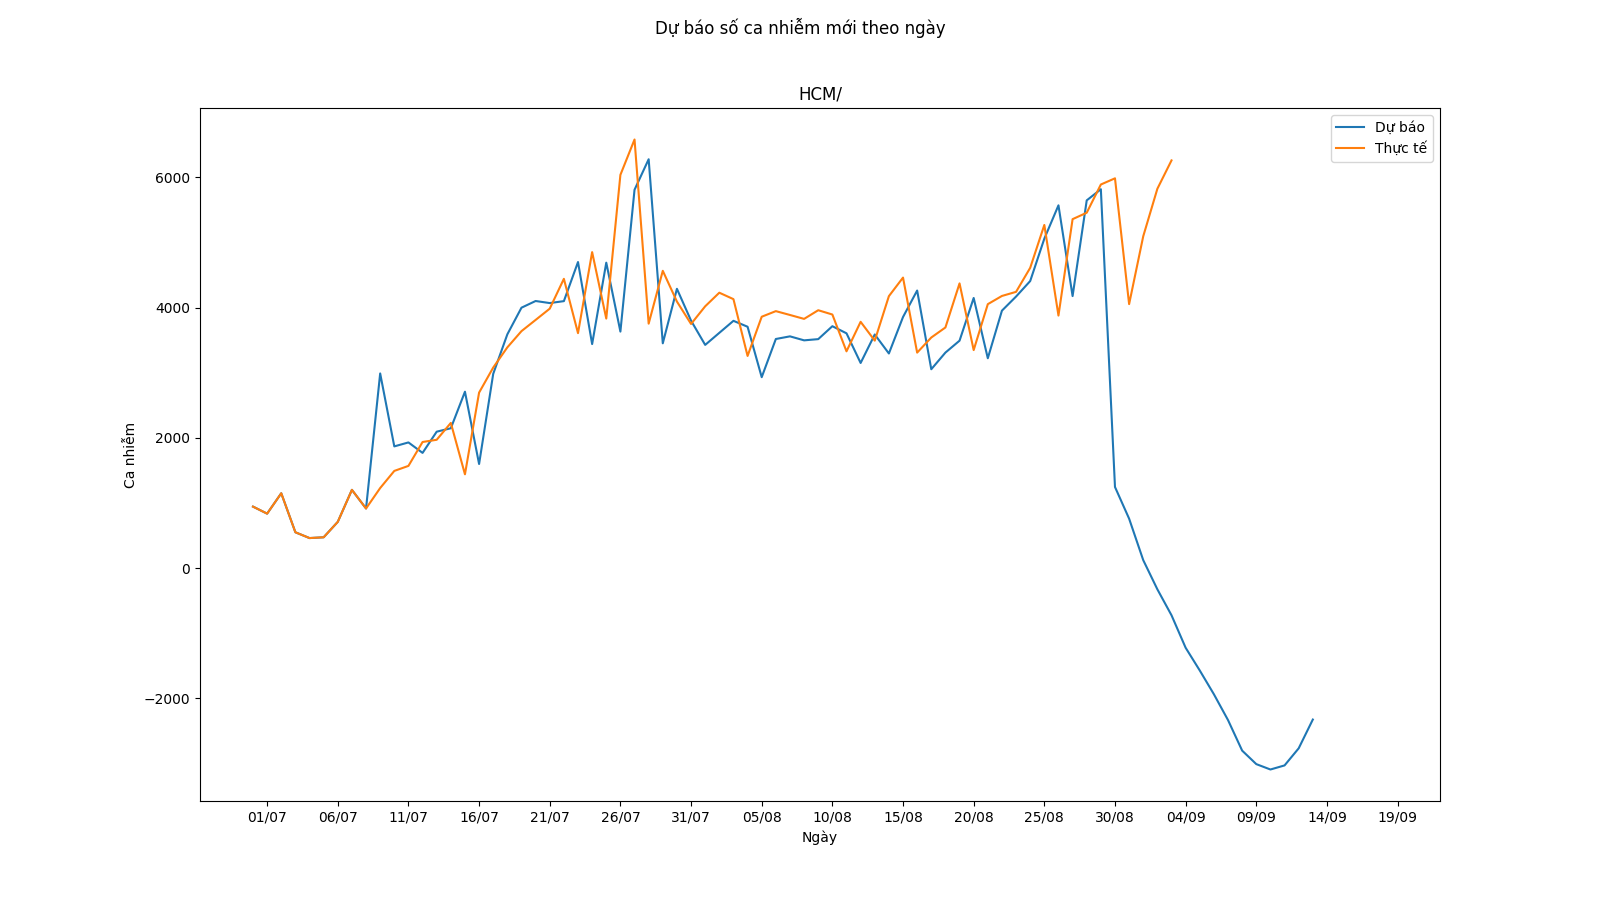 Dự báo số ca nhiễm mới theo ngày
HCM/
Dự báo
Thực tế
6000
4000
2000
0
−2000
Ca nhiễm
01/07 06/07 11/07 16/07 21/07 26/07 31/07 05/08 10/08 15/08 20/08 25/08 30/08 04/09 09/09 14/09 19/09
Ngày